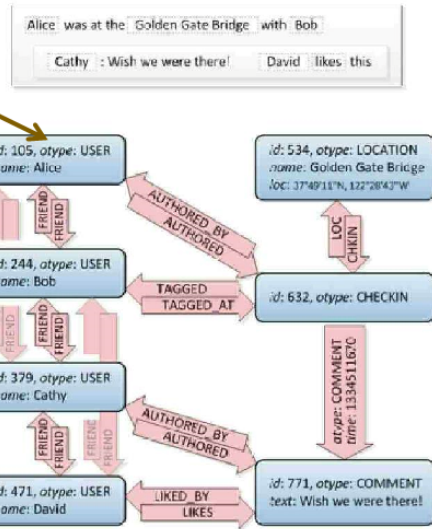 Alice was at the Golden Gate Bridge with Bob
Cathy : Wish we were there! David likes this
d: 105, otype: USER
ame: Alice
id: 534, otype: LOCATION
name: Golden Gate Bridge
loc: 37°49'11"N, 122°28'43"W
FRIEND
FRIEND
AUTHORED_BY
AUTHORED
LOC
CHKIN
d: 244, otype: USER
ame: Bob
TAGGED
TAGGED_AT
id: 632, otype: CHECKIN
FRIEND
FRIEND
FRIEND
FRIEND
otype: COMMENT
time: 1334511670
d: 379, otype: USER
ame: Cathy
FRIEND
FRIEND
FRIEND
FRIEND
AUTHORED_BY
AUTHORED
d: 471, otype: USER
ame: David
LIKED_BY
LIKES
id: 771, otype: COMMENT
text: Wish we were there!